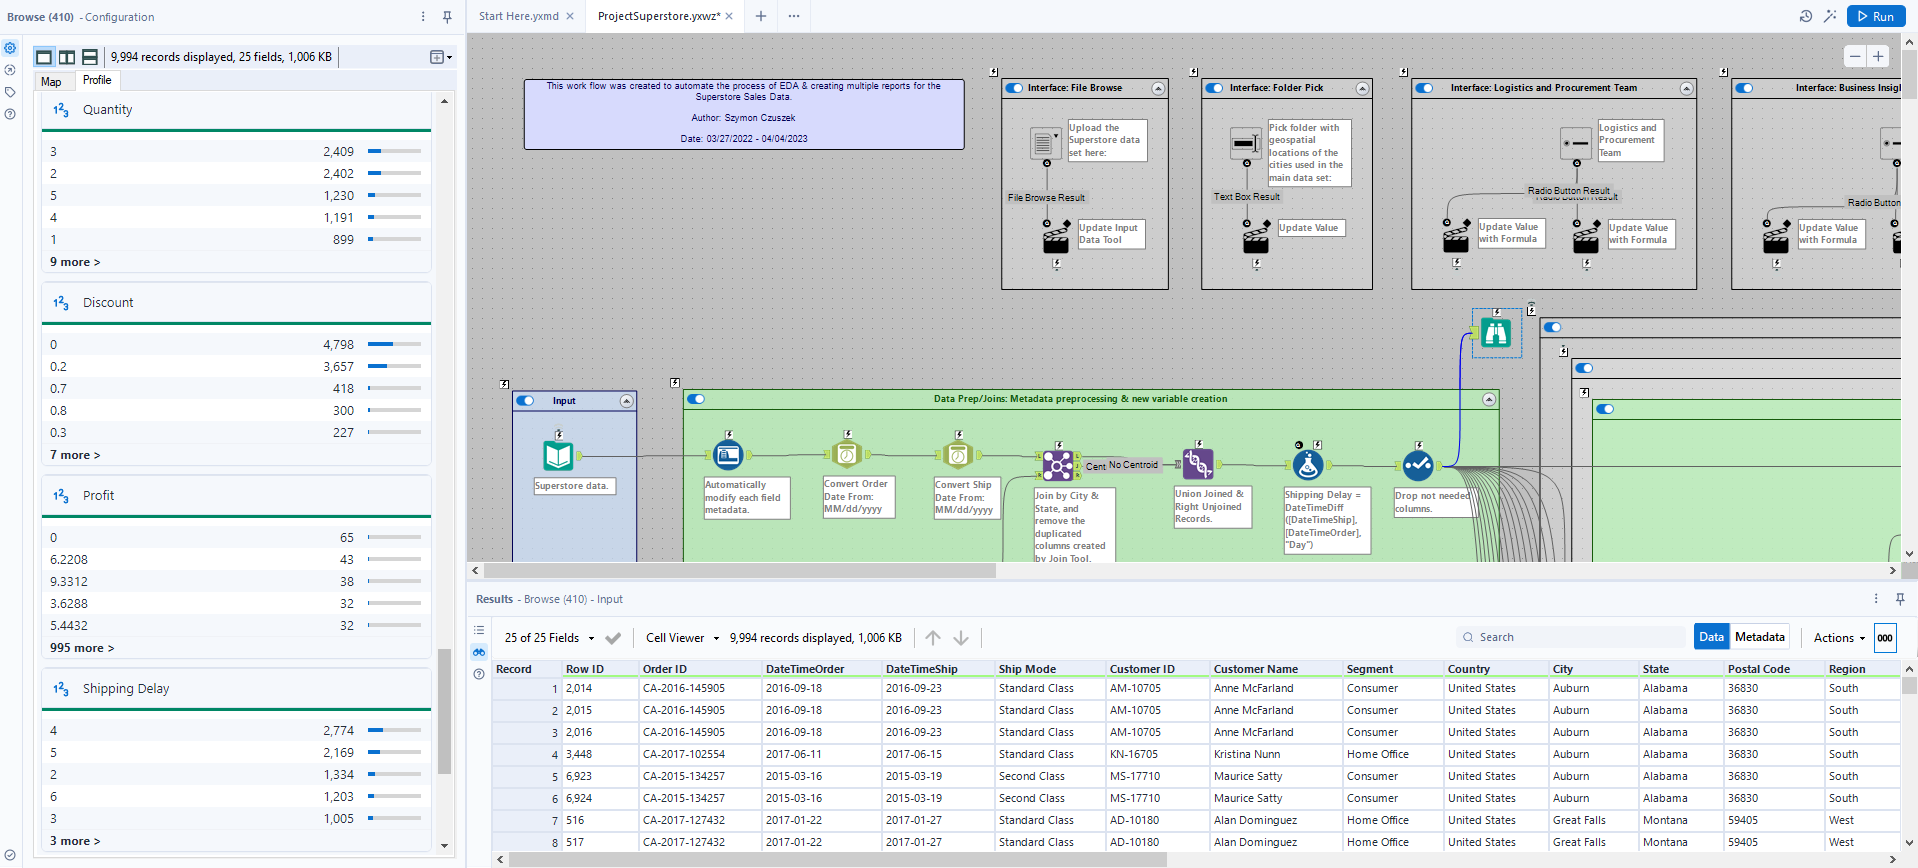 Browse (410) - Configuration
9,994 records displayed, 25 fields, 1,006 KB
Map
Profile
123 Quantity
3 2,409
2 2,402
5 1,230
4 1,191
1 899
9 more >
123 Discount
0 4,798
0.2 3,657
0.7 418
0.8 300
0.3 227
7 more >
123 Profit
0 65
6.2208 43
9.3312 38
3.6288 32
5.4432 32
995 more >
123 Shipping Delay
4 2,774
5 2,169
2 1,334
6 1,203
3 1,005
3 more >
Start Here.yxmd
ProjectSuperstore.yxwz*
Run
This work flow was created to automate the process of EDA & creating multiple reports for the
Superstore Sales Data.
Author: Szymon Czuszek
Date: 03/27/2022 - 04/04/2023
Interface: File Browse
Upload the
Superstore data
set here:
File Browse Result
Update Input
Data Tool
Interface: Folder Pick
Pick folder with
geospatial
locations of the
cities used in the
main data set:
Text Box Result
Update Value
Interface: Logistics and Procurement Team
Logistics and
Procurement
Team
Radio Button Result
Radio Button Result
Update Value
with Formula
Update Value
with Formula
Interface: Business Insigl
Radio Button
Update Value
with Formula
Input
Superstore data.
Data Prep/Joins: Metadata preprocessing & new variable creation
Automatically
modify each field
metadata.
Convert Order
Date From:
MM/dd/yyyy
Convert Ship
Date From:
MM/dd/yyyy
L
J
R
L
R
Cent
No Centroid
Join by City &
State, and
remove the
duplicated
columns created
by Join Tool.
Union Joined &
Right Unjoined
Records.
Shipping Delay =
DateTimeDiff
([DateTimeShip],
[DateTimeOrder],
"Day")
Drop not needed
columns.
Results - Browse (410) - Input
25 of 25 Fields
Cell Viewer
9,994 records displayed, 1,006 KB
Search
Data
Metadata
Actions
000
Record Row ID Order ID DateTimeOrder DateTimeShip Ship Mode Customer ID Customer Name Segment Country City State Postal Code Region
1 2,014 CA-2016-145905 2016-09-18 2016-09-23 Standard Class AM-10705 Anne McFarland Consumer United States Auburn Alabama 36830 South
2 2,015 CA-2016-145905 2016-09-18 2016-09-23 Standard Class AM-10705 Anne McFarland Consumer United States Auburn Alabama 36830 South
3 2,016 CA-2016-145905 2016-09-18 2016-09-23 Standard Class AM-10705 Anne McFarland Consumer United States Auburn Alabama 36830 South
4 3,448 CA-2017-102554 2017-06-11 2017-06-15 Standard Class KN-16705 Kristina Nunn Home Office United States Auburn Alabama 36830 South
5 6,923 CA-2015-134257 2015-03-16 2015-03-19 Second Class MS-17710 Maurice Satty Consumer United States Auburn Alabama 36830 South
6 6,924 CA-2015-134257 2015-03-16 2015-03-19 Second Class MS-17710 Maurice Satty Consumer United States Auburn Alabama 36830 South
7 516 CA-2017-127432 2017-01-22 2017-01-27 Standard Class AD-10180 Alan Dominguez Home Office United States Great Falls Montana 59405 West
8 517 CA-2017-127432 2017-01-22 2017-01-27 Standard Class AD-10180 Alan Dominguez Home Office United States Great Falls Montana 59405 West